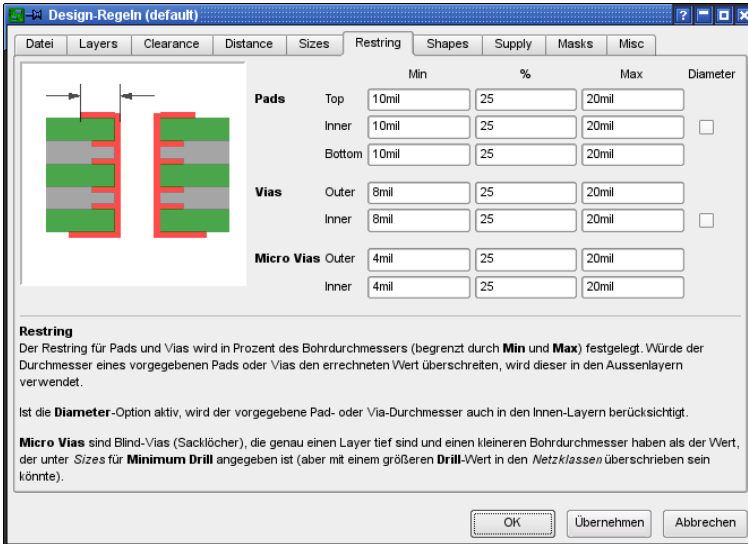 Design-Regeln (default)
Datei Layers Clearance Distance Sizes Restring Shapes Supply Masks Misc
Min % Max Diameter
Pads Top 10mil 25 20mil
Inner 10mil 25 20mil
Bottom 10mil 25 20mil
Vias Outer 8mil 25 20mil
Inner 8mil 25 20mil
Micro Vias Outer 4mil 25 20mil
Inner 4mil 25 20mil
Restring
Der Restring für Pads und Vias wird in Prozent des Bohrdurchmessers (begrenzt durch Min und Max) festgelegt. Würde der
Durchmesser eines vorgegebenen Pads oder Vias den errechneten Wert überschreiten, wird dieser in den Aussenlayern
verwendet.
Ist die Diameter-Option aktiv, wird der vorgegebene Pad- oder Via-Durchmesser auch in den Innen-Layern berücksichtigt.
Micro Vias sind Blind-Vias (Sacklöcher), die genau einen Layer tief sind und einen kleineren Bohrdurchmesser haben als der Wert,
der unter Sizes für Minimum Drill angegeben ist (aber mit einem größeren Drill-Wert in den Netzklassen überschrieben sein
könnte).
OK Übernehmen Abbrechen